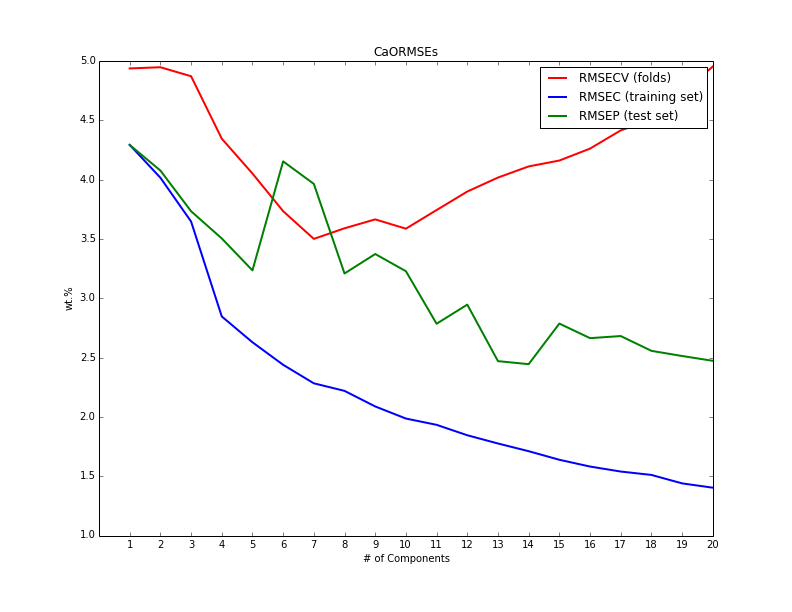 CaORMSEs
RMSECV (folds)
RMSEC (training set)
RMSEP (test set)
5.0
4.5
4.0
3.5
3.0
2.5
2.0
1.5
1.0
wt.%
1 2 3 4 5 6 7 8 9 10 11 12 13 14 15 16 17 18 19 20
# of Components